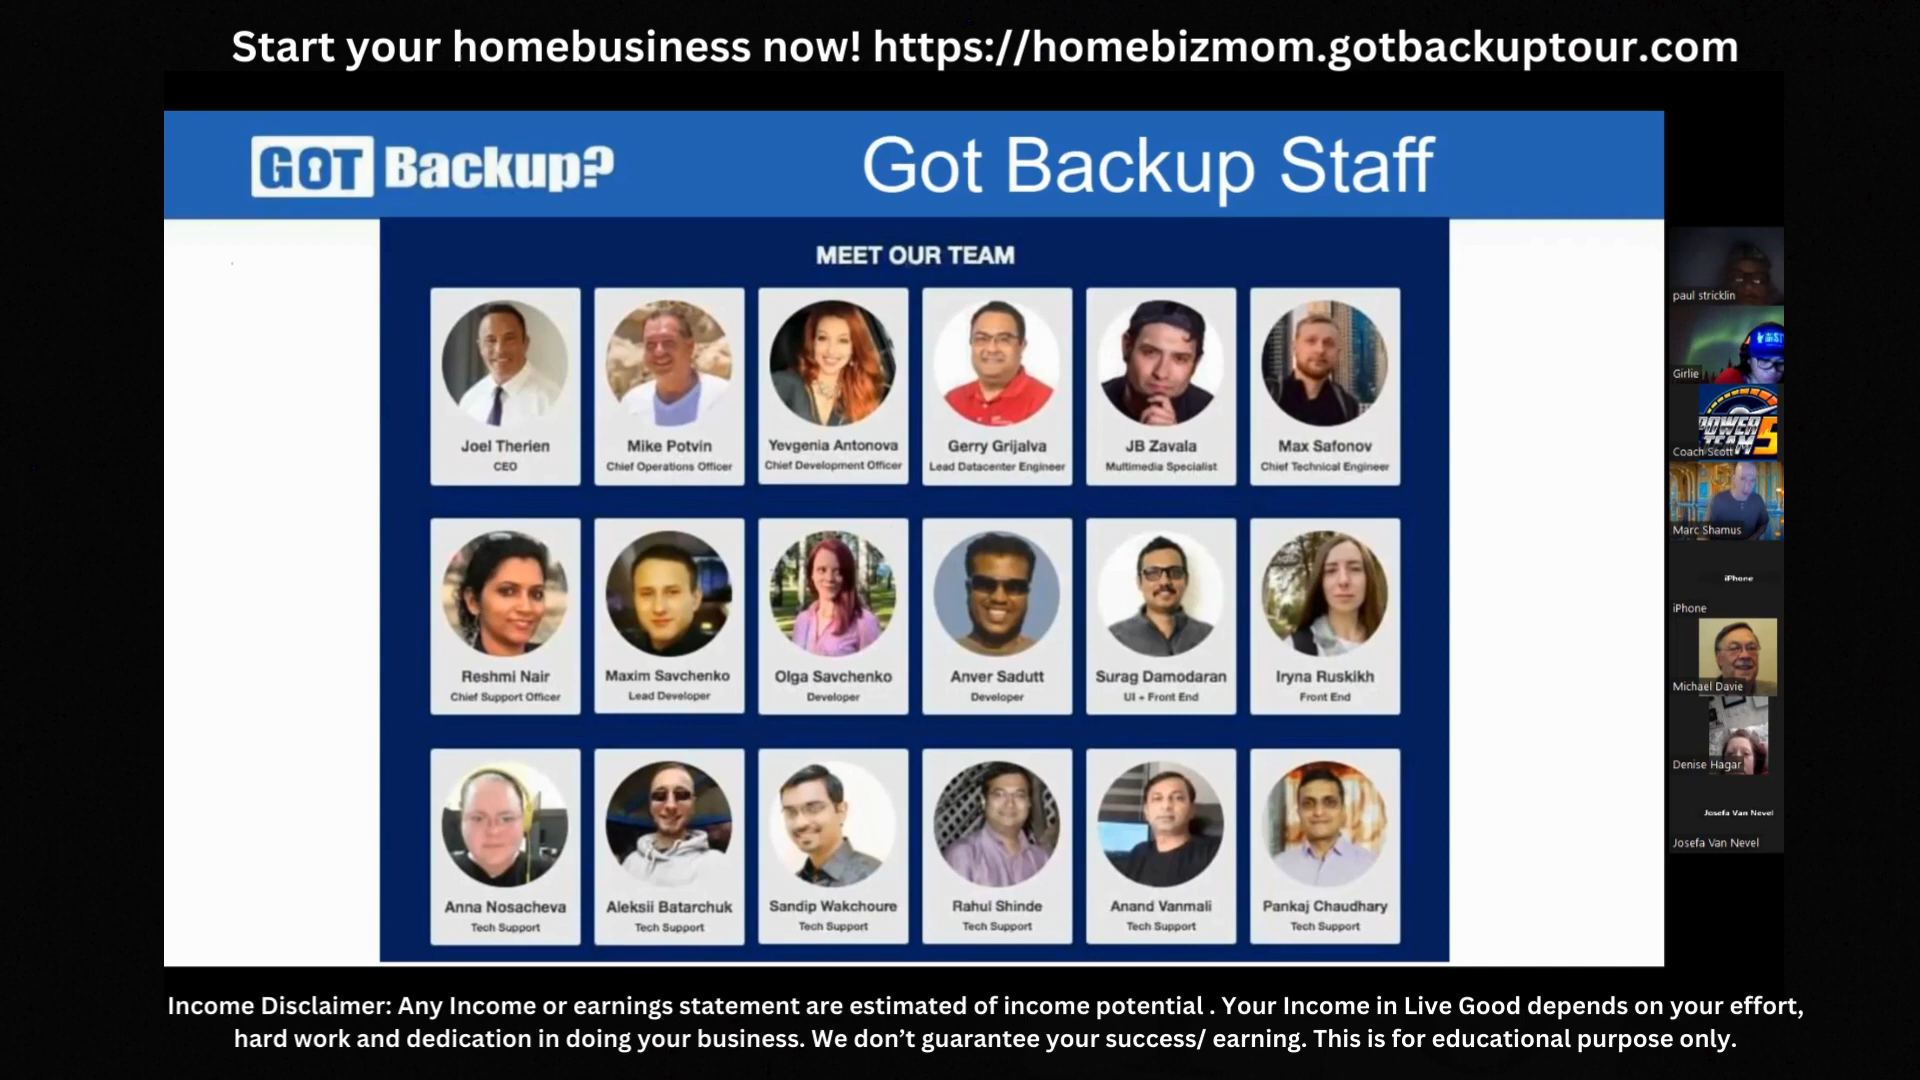 Start your homebusiness now! https://homebizmom.gotbackuptour.com
GOT Backup?
Got Backup Staff
MEET OUR TEAM
Joel Therien
CEO
Mike Potvin
Chief Operations Officer
Yevgenia Antonova
Chief Development Officer
Gerry Grijalva
Lead Datacenter Engineer
JB Zavala
Multimedia Specialist
Max Safonov
Chief Technical Engineer
Reshmi Nair
Chief Support Officer
Maxim Savchenko
Lead Developer
Olga Savchenko
Developer
Anver Sadutt
Developer
Surag Damodaran
UI + Front End
Iryna Ruskikh
Front End
Anna Nosacheva
Tech Support
Aleksii Batarchuk
Tech Support
Sandip Wakchoure
Tech Support
Rahul Shinde
Tech Support
Anand Vanmali
Tech Support
Pankaj Chaudhary
Tech Support
paul stricklin
Girlie
POWER
TEAM 5
Coach Scott
Marc Shamus
iPhone
iPhone
Michael Davie
Denise Hagar
Josefa Van Nevel
Josefa Van Nevel
Income Disclaimer: Any Income or earnings statement are estimated of income potential . Your Income in Live Good depends on your effort,
hard work and dedication in doing your business. We don’t guarantee your success/ earning. This is for educational purpose only.